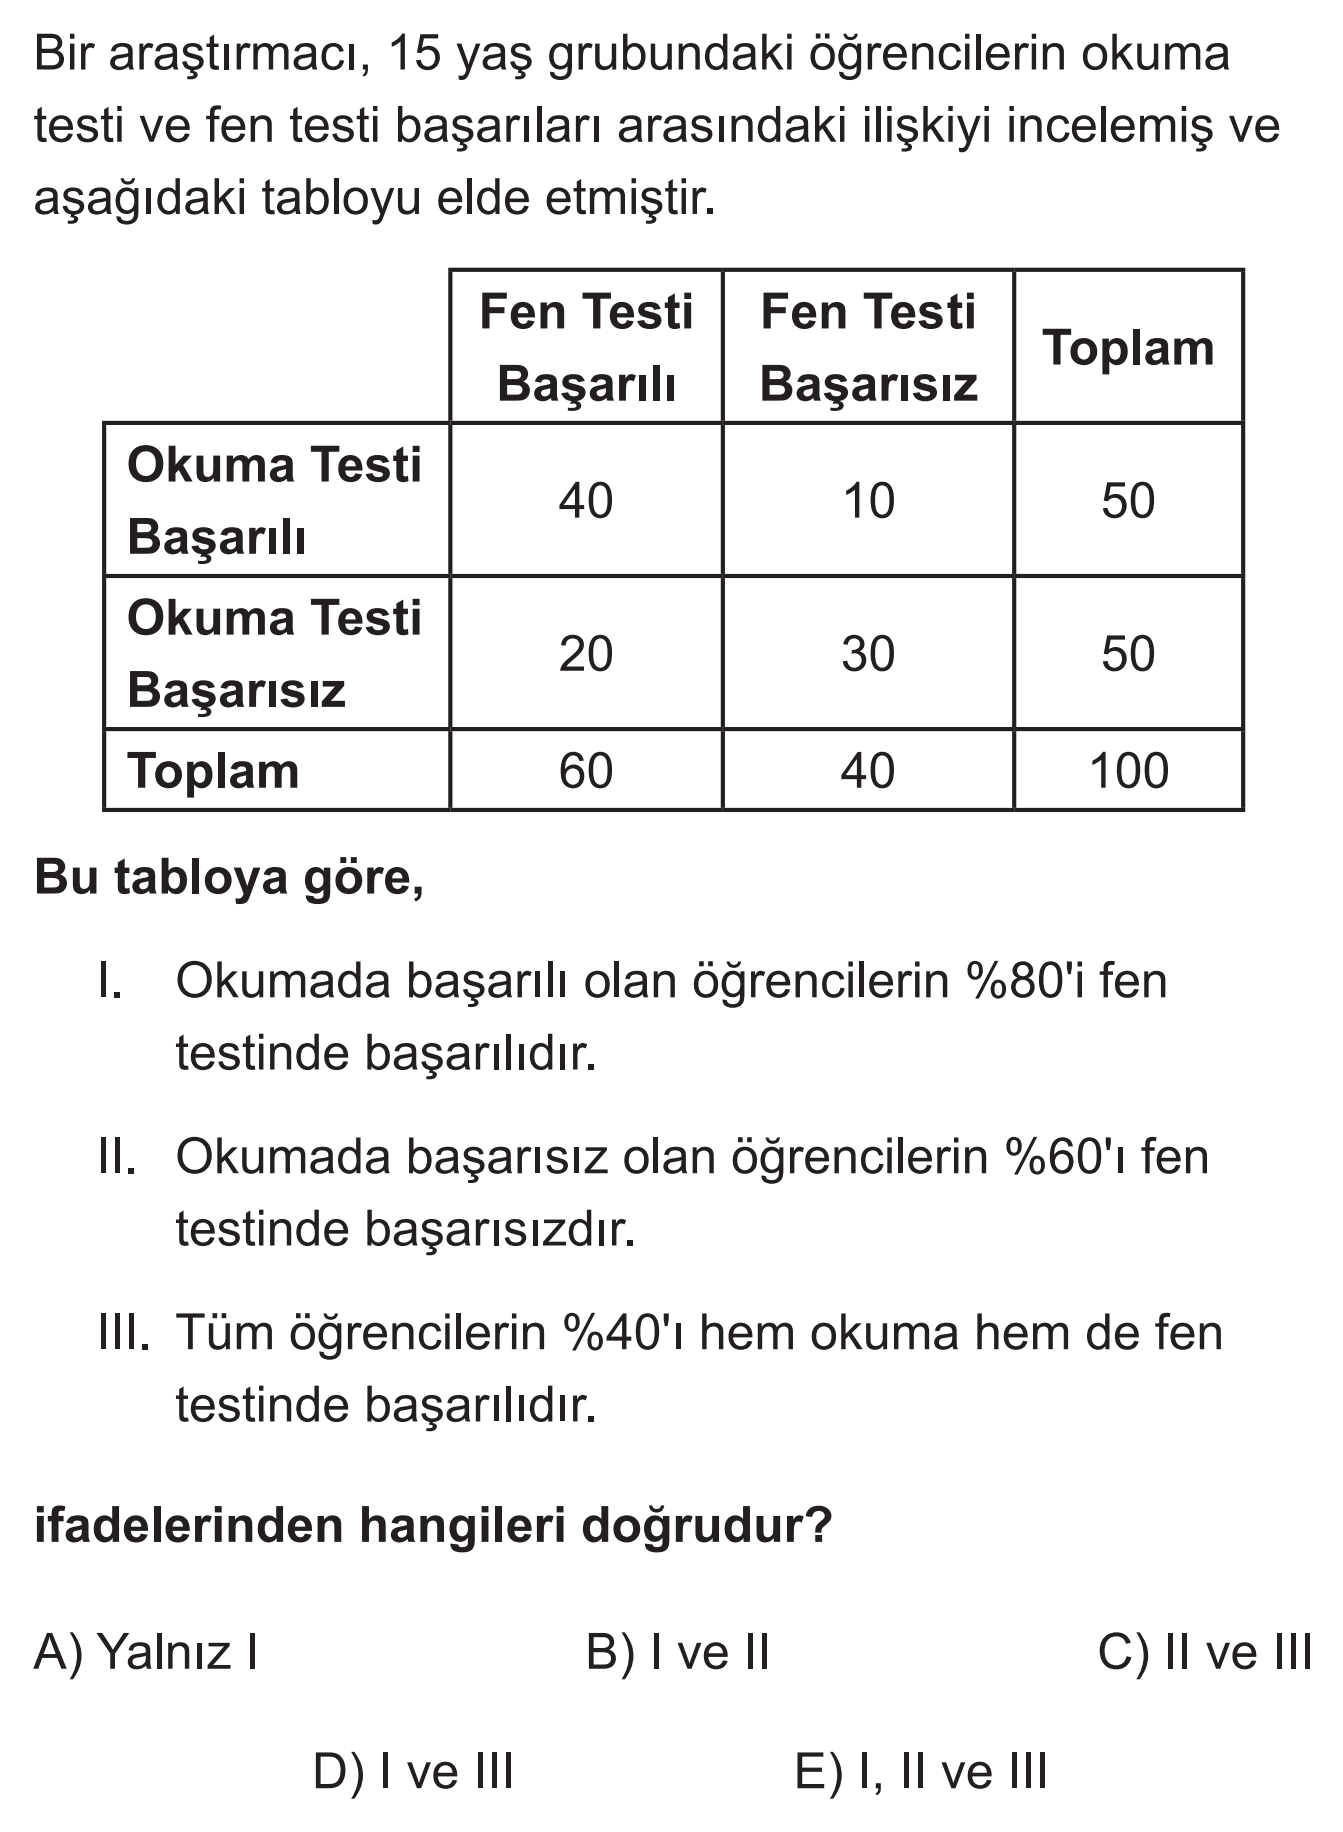 Bir araştırmacı, 15 yaş grubundaki öğrencilerin okuma
testi ve fen testi başarıları arasındaki ilişkiyi incelemiş ve
aşağıdaki tabloyu elde etmiştir.
Fen Testi Başarılı
Fen Testi Başarısız
Toplam
Okuma Testi Başarılı
40
10
50
Okuma Testi Başarısız
20
30
50
Toplam
60
40
100
Bu tabloya göre,
I. Okumada başarılı olan öğrencilerin %80'i fen
testinde başarılıdır.
II. Okumada başarısız olan öğrencilerin %60'ı fen
testinde başarısızdır.
III. Tüm öğrencilerin %40'ı hem okuma hem de fen
testinde başarılıdır.
ifadelerinden hangileri doğrudur?
A) Yalnız I B) I ve II C) II ve III
D) I ve III E) I, II ve III